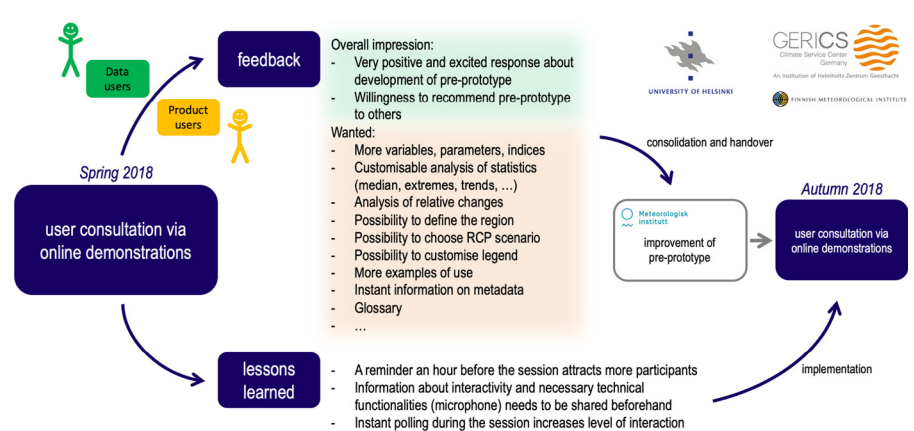 Data
users
Product
users
Spring 2018
user consultation via
online demonstrations
feedback
Overall impression:
- Very positive and excited response about
development of pre-prototype
- Willingness to recommend pre-prototype
to others
Wanted:
- More variables, parameters, indices
- Customisable analysis of statistics
(median, extremes, trends, ...)
- Analysis of relative changes
- Possibility to define the region
- Possibility to choose RCP scenario
- Possibility to customise legend
- More examples of use
- Instant information on metadata
- Glossary
- ...
UNIVERSITY OF HELSINKI
GERICS
Climate Service Center
Germany
An Institution of Helmholtz-Zentrum Geesthacht
FINNISH METEOROLOGICAL INSTITUTE
consolidation and handover
Meteorologisk
institutt
improvement of
pre-prototype
Autumn 2018
user consultation via
online demonstrations
lessons
learned
- A reminder an hour before the session attracts more participants
- Information about interactivity and necessary technical
functionalities (microphone) needs to be shared beforehand
- Instant polling during the session increases level of interaction
implementation